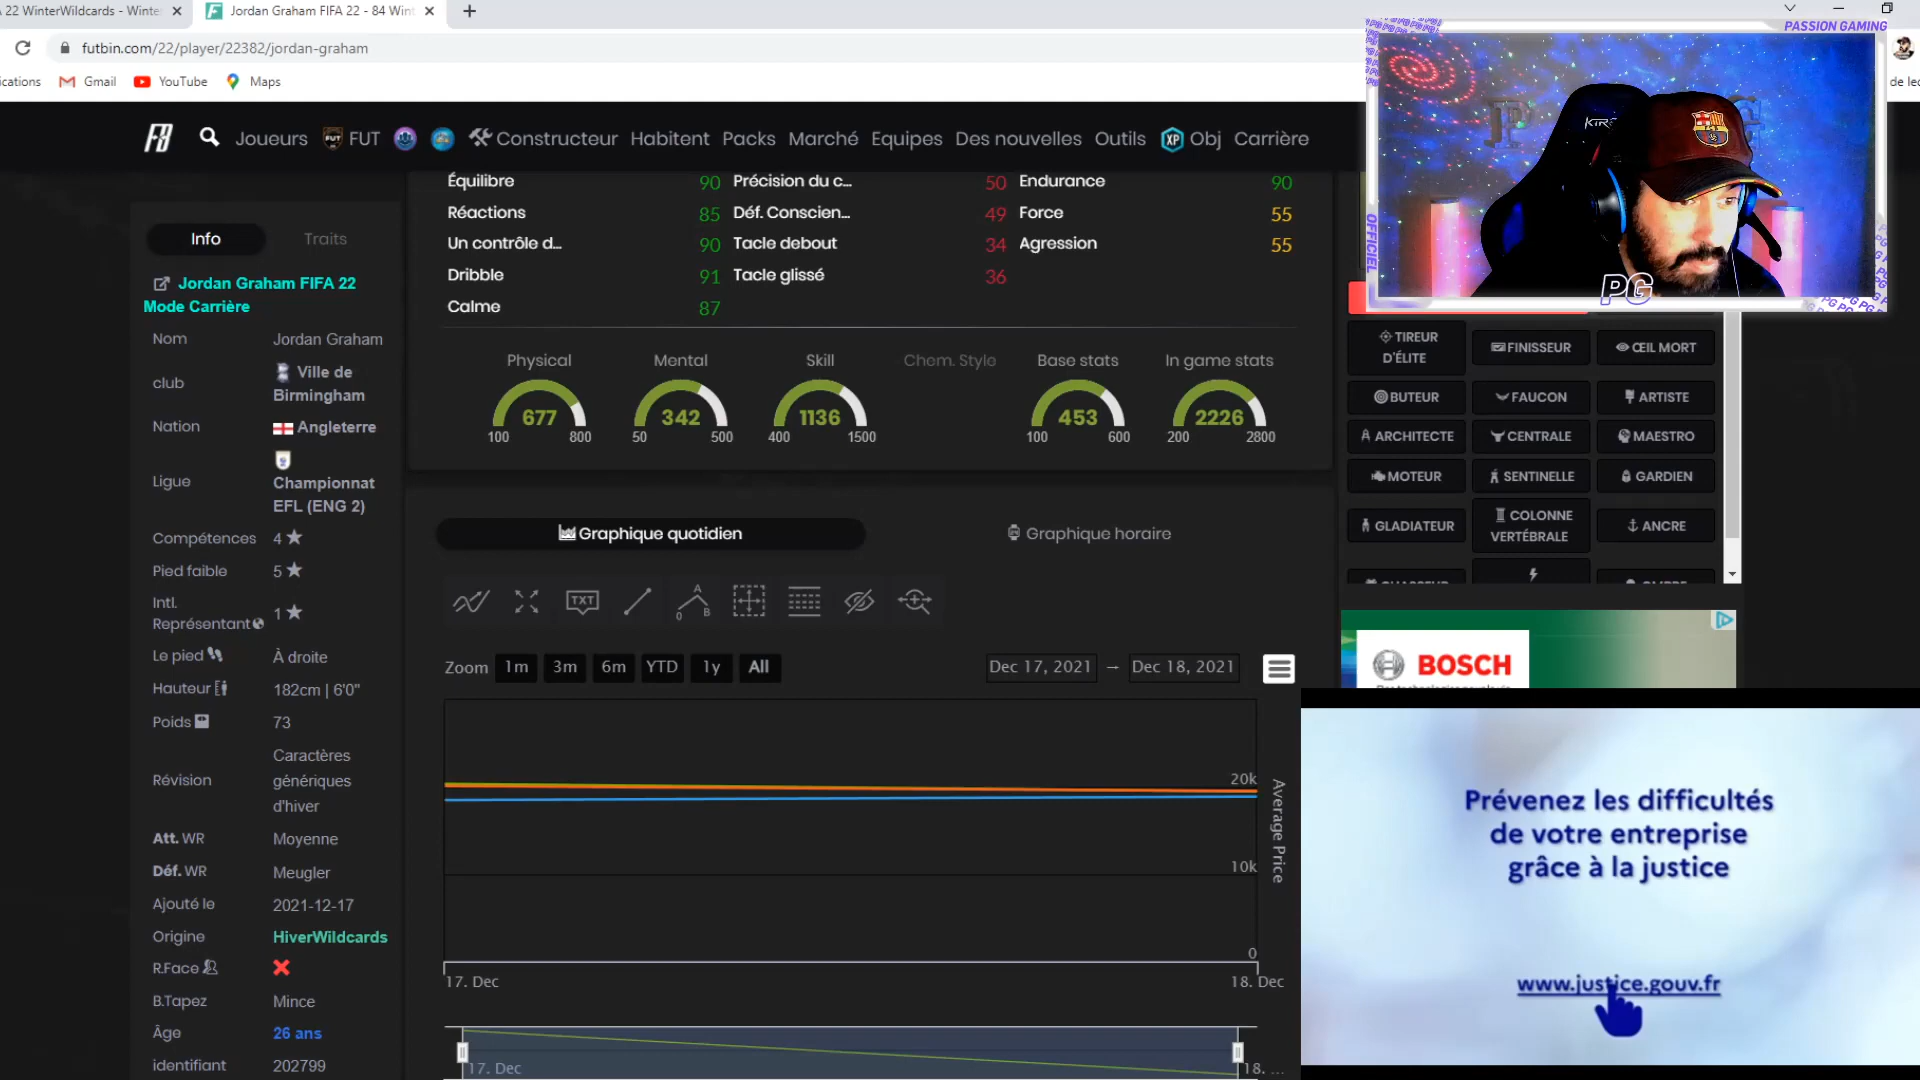 22 WinterWildcards - Winte
Jordan Graham FIFA 22 - 84 Wint
futbin.com/22/player/22382/jordan-graham
ications
Gmail
YouTube
Maps
de lec
PASSION GAMING
OFFICIEL
PG
KTRO
Joueurs
FUT
Constructeur
Habitent
Packs
Marché
Equipes
Des nouvelles
Outils
XP Obj
Carrière
Info
Traits
Jordan Graham FIFA 22
Mode Carrière
Nom Jordan Graham
club Ville de
Birmingham
Nation Angleterre
Ligue Championnat
EFL (ENG 2)
Compétences 4
Pied faible 5
Intl.
Représentant 1
Le pied À droite
Hauteur 182cm | 6'0"
Poids 73
Révision Caractères
génériques
d'hiver
Att. WR Moyenne
Déf. WR Meugler
Ajouté le 2021-12-17
Origine HiverWildcards
R.Face
B.Tapez Mince
Âge 26 ans
identifiant 202799
Équilibre 90 Précision du c... 50 Endurance 90
Réactions 85 Déf. Conscien... 49 Force 55
Un contrôle d... 90 Tacle debout 34 Agression 55
Dribble 91 Tacle glissé 36
Calme 87
Physical Mental Skill Chem. Style Base stats In game stats
677 342 1136 453 2226
100 800 50 500 400 1500 100 600 200 2800
Graphique quotidien
Graphique horaire
TXT
A
0 B
Zoom 1m 3m 6m YTD 1y All
Dec 17, 2021 → Dec 18, 2021
20k
10k
0
Average Price
17. Dec 18. Dec
17. Dec 18. ...
TIREUR
D'ÉLITE
FINISSEUR
ŒIL MORT
BUTEUR
FAUCON
ARTISTE
ARCHITECTE
CENTRALE
MAESTRO
MOTEUR
SENTINELLE
GARDIEN
GLADIATEUR
COLONNE
VERTÉBRALE
ANCRE
BOSCH
Prévenez les difficultés
de votre entreprise
grâce à la justice
www.justice.gouv.fr